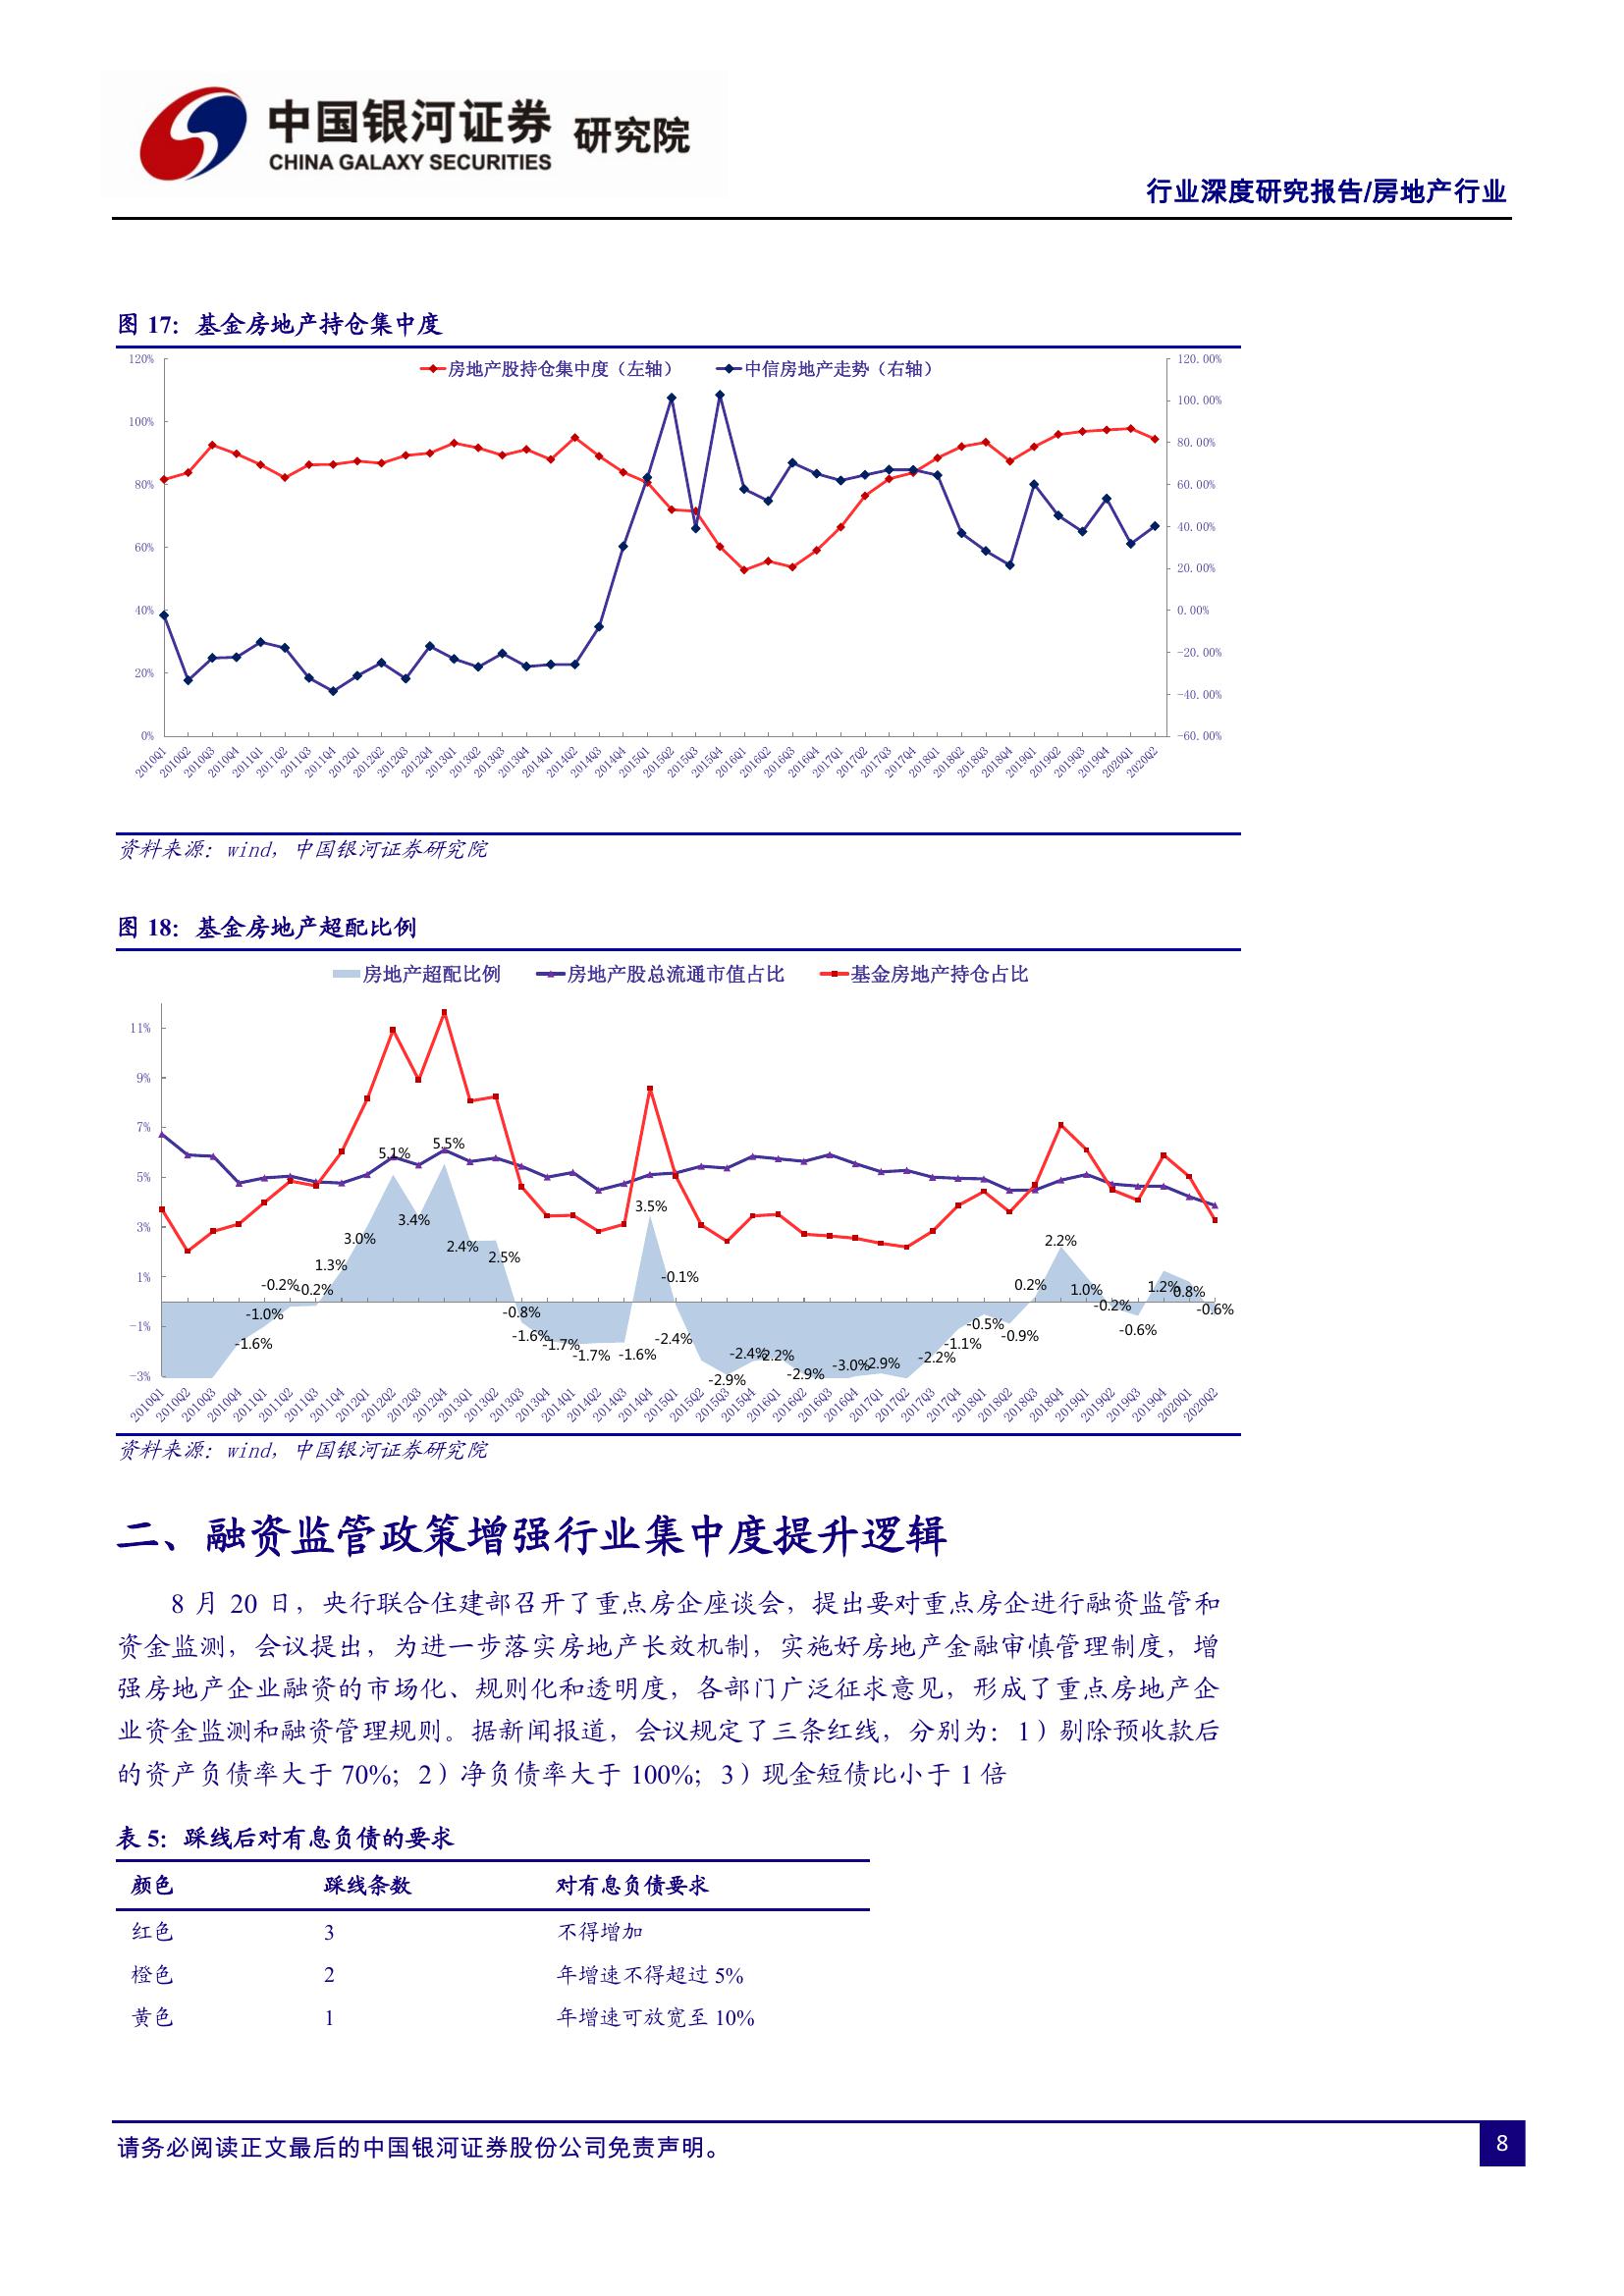 中国银河证券 研究院
CHINA GALAXY SECURITIES
行业深度研究报告/房地产行业
图 17：基金房地产持仓集中度
房地产股持仓集中度（左轴） 中信房地产走势（右轴）
120%
100%
80%
60%
40%
20%
0%
120.00%
100.00%
80.00%
60.00%
40.00%
20.00%
0.00%
-20.00%
-40.00%
-60.00%
2010Q1 2010Q2 2010Q3 2010Q4 2011Q1 2011Q2 2011Q3 2011Q4 2012Q1 2012Q2 2012Q3 2012Q4 2013Q1 2013Q2 2013Q3 2013Q4 2014Q1 2014Q2 2014Q3 2014Q4 2015Q1 2015Q2 2015Q3 2015Q4 2016Q1 2016Q2 2016Q3 2016Q4 2017Q1 2017Q2 2017Q3 2017Q4 2018Q1 2018Q2 2018Q3 2018Q4 2019Q1 2019Q2 2019Q3 2019Q4 2020Q1 2020Q2
资料来源：wind，中国银河证券研究院
图 18：基金房地产超配比例
房地产超配比例 房地产股总流通市值占比 基金房地产持仓占比
11%
9%
7%
5%
3%
1%
-1%
-3%
-1.6% -1.0% -0.2% -0.2% 1.3% 3.0% 5.1% 3.4% 5.5% 2.4% 2.5% -0.8% -1.6% -1.7% -1.7% -1.6% 3.5% -0.1% -2.4% -2.9% -2.4% -2.2% -2.9% -3.0% -2.9% -2.2% -1.1% -0.5% -0.9% 0.2% 2.2% 1.0% -0.2% -0.6% 1.2% 0.8% -0.6%
2010Q1 2010Q2 2010Q3 2010Q4 2011Q1 2011Q2 2011Q3 2011Q4 2012Q1 2012Q2 2012Q3 2012Q4 2013Q1 2013Q2 2013Q3 2013Q4 2014Q1 2014Q2 2014Q3 2014Q4 2015Q1 2015Q2 2015Q3 2015Q4 2016Q1 2016Q2 2016Q3 2016Q4 2017Q1 2017Q2 2017Q3 2017Q4 2018Q1 2018Q2 2018Q3 2018Q4 2019Q1 2019Q2 2019Q3 2019Q4 2020Q1 2020Q2
资料来源：wind，中国银河证券研究院
二、融资监管政策增强行业集中度提升逻辑
8 月 20 日，央行联合住建部召开了重点房企座谈会，提出要对重点房企进行融资监管和
资金监测，会议提出，为进一步落实房地产长效机制，实施好房地产金融审慎管理制度，增
强房地产企业融资的市场化、规则化和透明度，各部门广泛征求意见，形成了重点房地产企
业资金监测和融资管理规则。据新闻报道，会议规定了三条红线，分别为：1）剔除预收款后
的资产负债率大于 70%；2）净负债率大于 100%；3）现金短债比小于 1 倍
表 5：踩线后对有息负债的要求
颜色 踩线条数 对有息负债要求
红色 3 不得增加
橙色 2 年增速不得超过 5%
黄色 1 年增速可放宽至 10%
请务必阅读正文最后的中国银河证券股份公司免责声明。
8